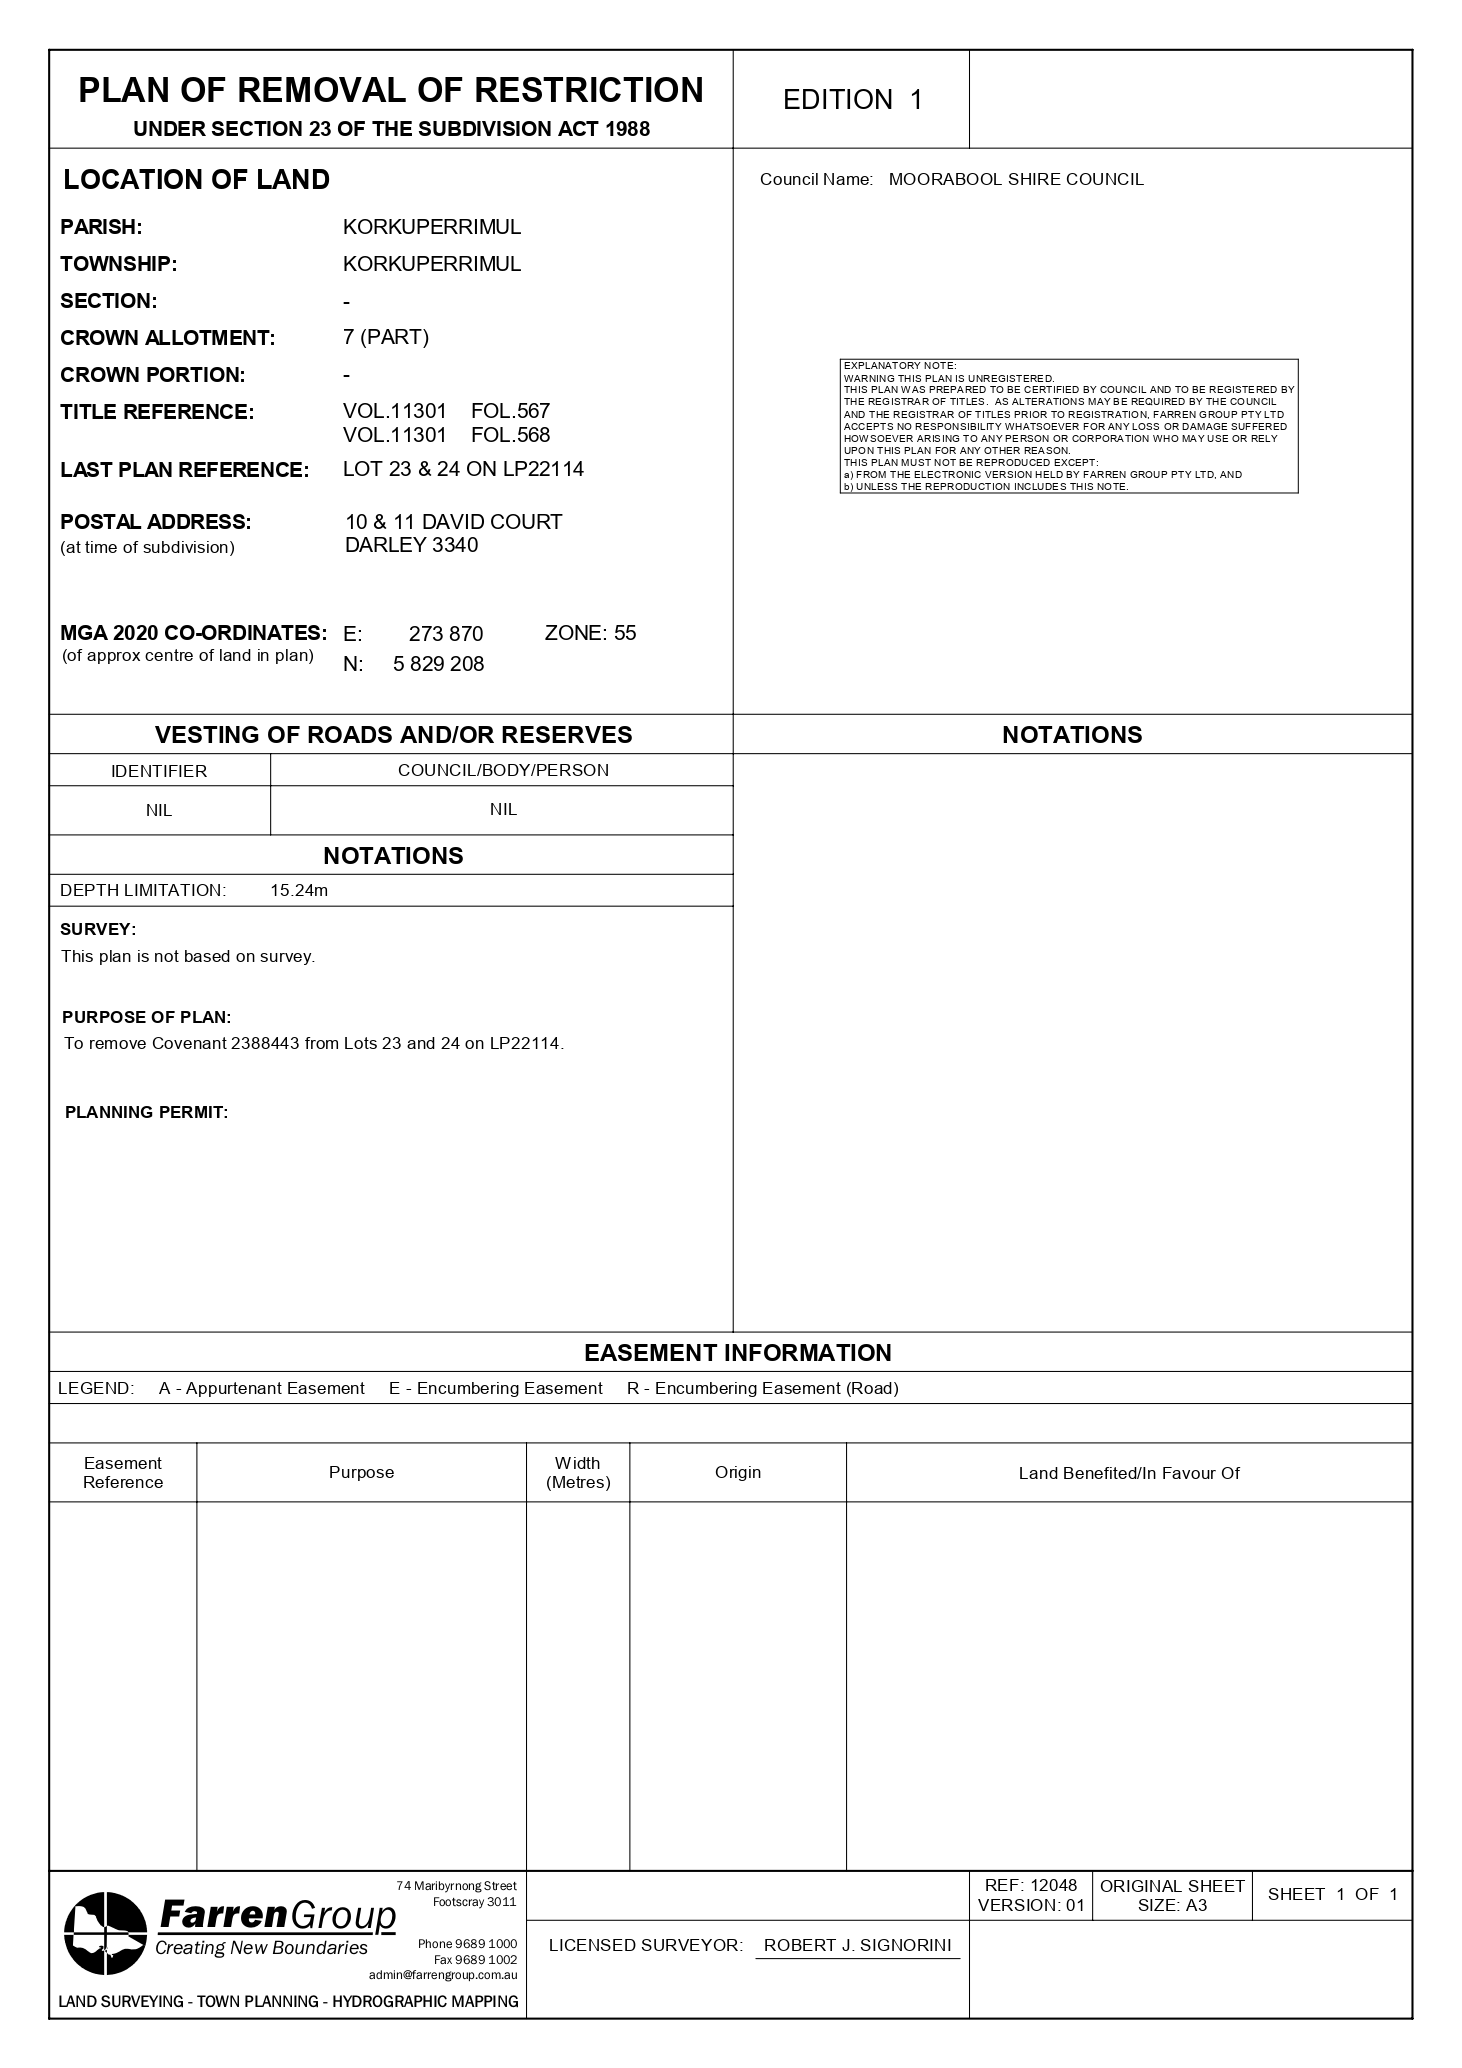 PLAN OF REMOVAL OF RESTRICTION
UNDER SECTION 23 OF THE SUBDIVISION ACT 1988
EDITION 1
LOCATION OF LAND
PARISH: KORKUPERRIMUL
TOWNSHIP: KORKUPERRIMUL
SECTION: -
CROWN ALLOTMENT: 7 (PART)
CROWN PORTION: -
TITLE REFERENCE: VOL.11301 FOL.567
VOL.11301 FOL.568
LAST PLAN REFERENCE: LOT 23 & 24 ON LP22114
POSTAL ADDRESS: 10 & 11 DAVID COURT
(at time of subdivision) DARLEY 3340
MGA 2020 CO-ORDINATES: E: 273 870 ZONE: 55
(of approx centre of land in plan) N: 5 829 208
Council Name: MOORABOOL SHIRE COUNCIL
EXPLANATORY NOTE:
WARNING THIS PLAN IS UNREGISTERED.
THIS PLAN WAS PREPARED TO BE CERTIFIED BY COUNCIL AND TO BE REGISTERED BY
THE REGISTRAR OF TITLES. AS ALTERATIONS MAY BE REQUIRED BY THE COUNCIL
AND THE REGISTRAR OF TITLES PRIOR TO REGISTRATION, FARREN GROUP PTY LTD
ACCEPTS NO RESPONSIBILITY WHATSOEVER FOR ANY LOSS OR DAMAGE SUFFERED
HOWSOEVER ARISING TO ANY PERSON OR CORPORATION WHO MAY USE OR RELY
UPON THIS PLAN FOR ANY OTHER REASON.
THIS PLAN MUST NOT BE REPRODUCED EXCEPT:
a) FROM THE ELECTRONIC VERSION HELD BY FARREN GROUP PTY LTD, AND
b) UNLESS THE REPRODUCTION INCLUDES THIS NOTE.
VESTING OF ROADS AND/OR RESERVES
IDENTIFIER COUNCIL/BODY/PERSON
NIL NIL
NOTATIONS
DEPTH LIMITATION: 15.24m
SURVEY:
This plan is not based on survey.
PURPOSE OF PLAN:
To remove Covenant 2388443 from Lots 23 and 24 on LP22114.
PLANNING PERMIT:
NOTATIONS
EASEMENT INFORMATION
LEGEND: A - Appurtenant Easement E - Encumbering Easement R - Encumbering Easement (Road)
Easement
Reference
Purpose
Width
(Metres)
Origin
Land Benefited/In Favour Of
FarrenGroup
Creating New Boundaries
74 Maribyrnong Street
Footscray 3011
Phone 9689 1000
Fax 9689 1002
admin@farrengroup.com.au
LAND SURVEYING - TOWN PLANNING - HYDROGRAPHIC MAPPING
LICENSED SURVEYOR: ROBERT J. SIGNORINI
REF: 12048
VERSION: 01
ORIGINAL SHEET
SIZE: A3
SHEET 1 OF 1